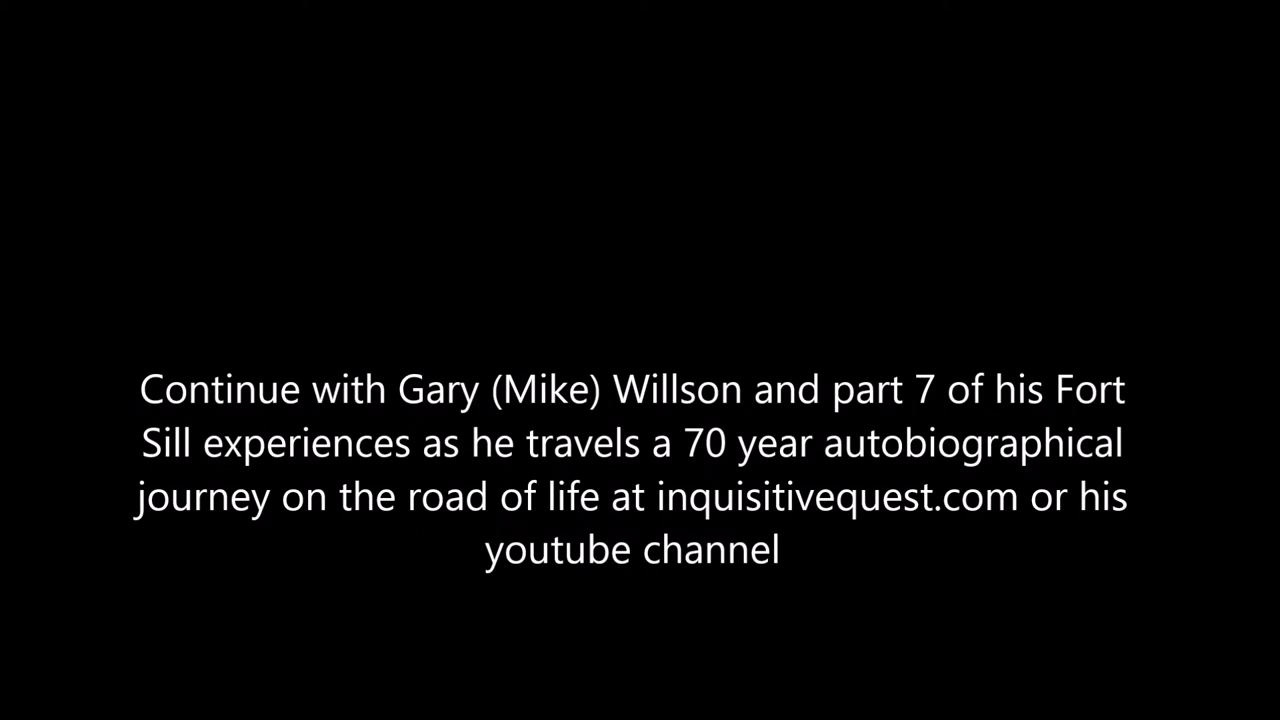 Continue with Gary (Mike) Willson and part 7 of his Fort
Sill experiences as he travels a 70 year autobiographical
journey on the road of life at inquisitivequest.com or his
youtube channel